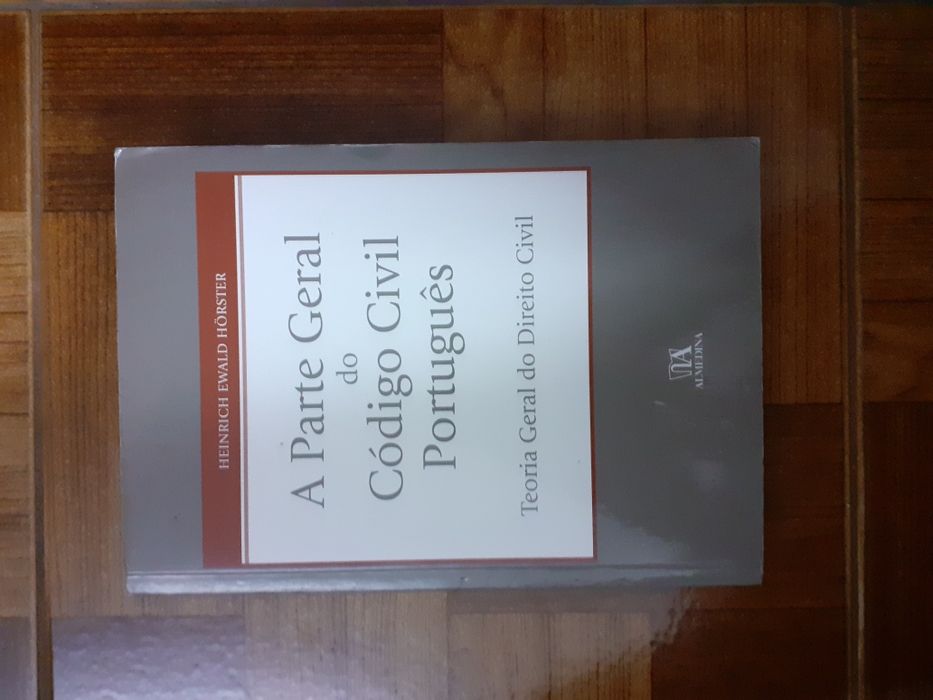 HEINRICH EWALD HÖRSTER
A Parte Geral
do
Código Civil
Português
Teoria Geral do Direito Civil
ALMEDINA